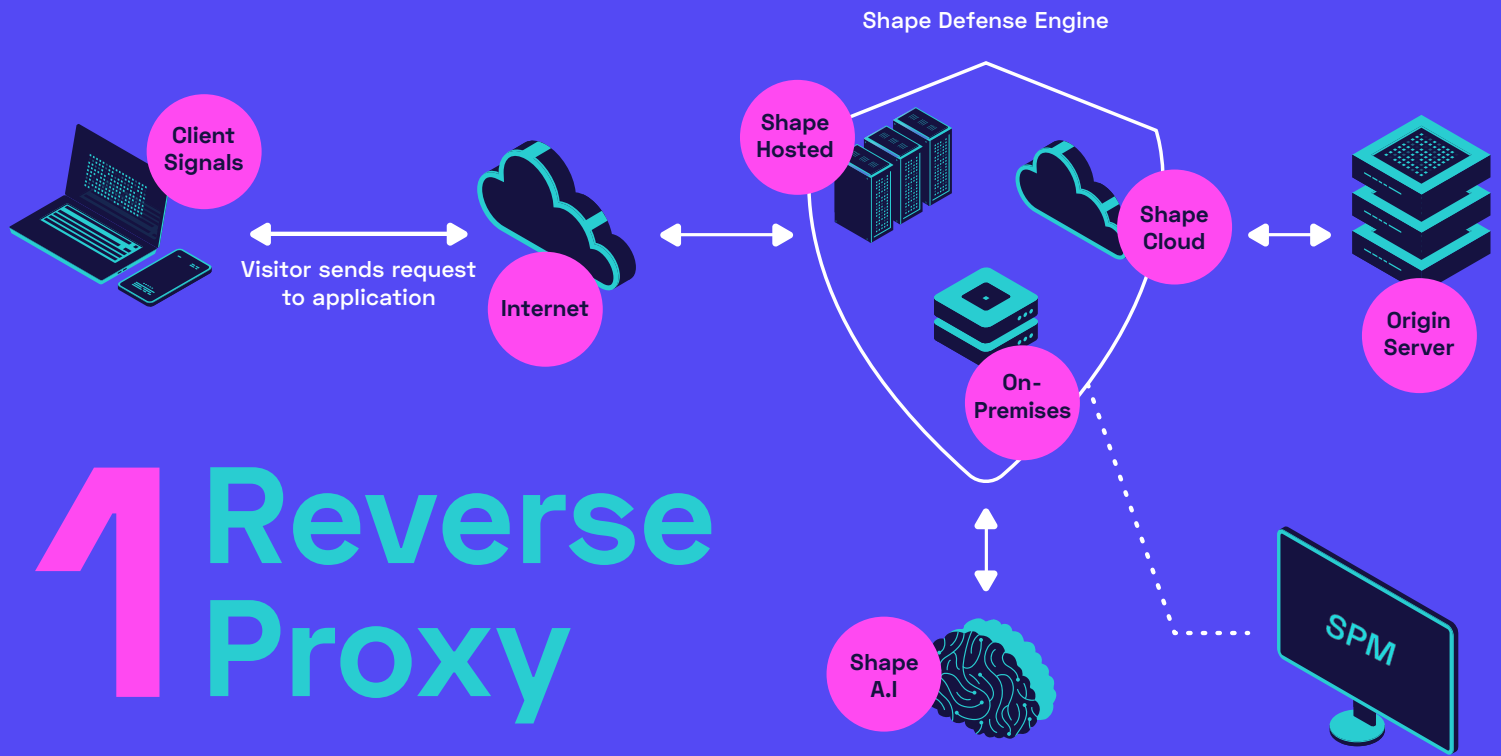 Shape Defense Engine
Client
Signals
Visitor sends request
to application
Internet
Shape
Hosted
Shape
Cloud
On-
Premises
Origin
Server
1
Reverse
Proxy
Shape
A.I
SPM